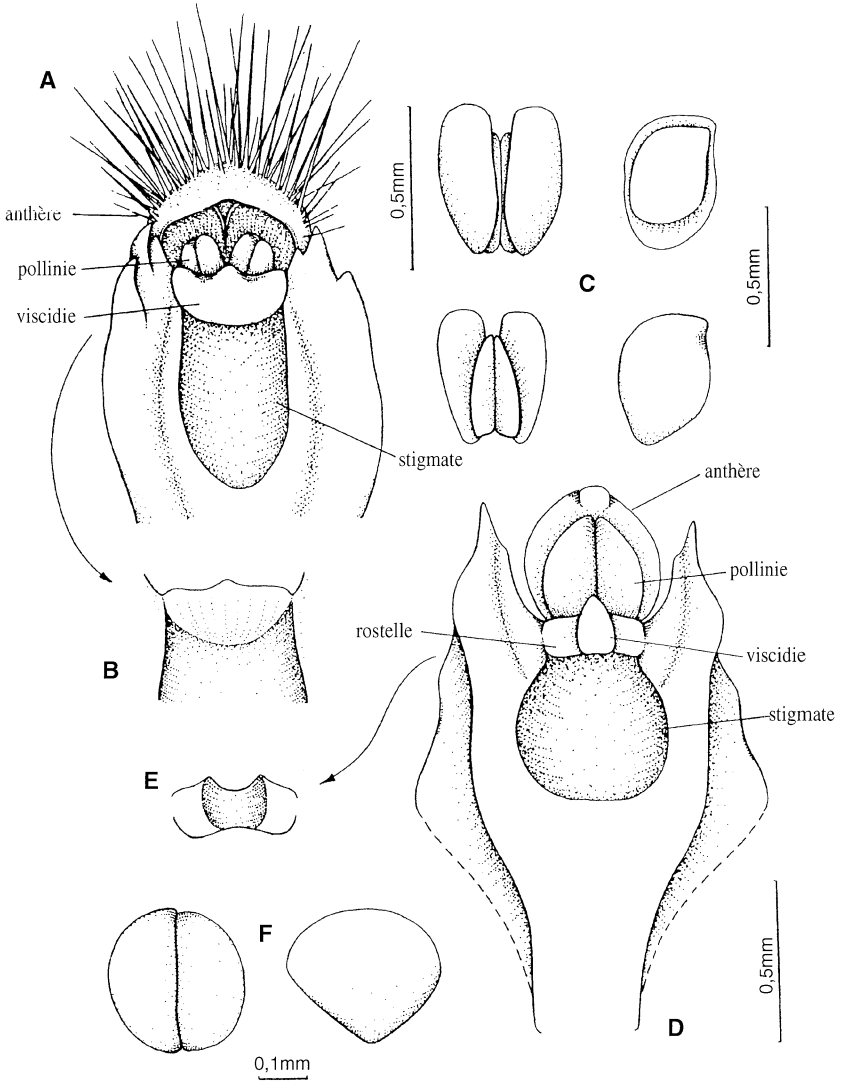 A
anthère
pollinie
viscidie
stigmate
0,5mm
C
0,5mm
B
anthère
pollinie
rostelle
viscidie
stigmate
E
F
0,1mm
0,5mm
D